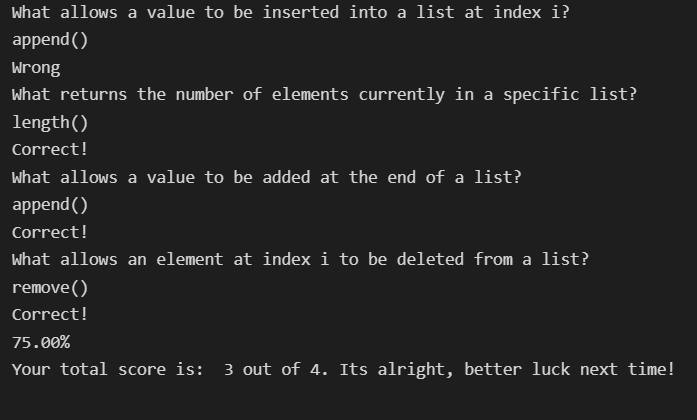 What allows a value to be inserted into a list at index i?
append()
Wrong
What returns the number of elements currently in a specific list?
length()
Correct!
What allows a value to be added at the end of a list?
append()
Correct!
What allows an element at index i to be deleted from a list?
remove()
Correct!
75.00%
Your total score is:  3 out of 4. Its alright, better luck next time!